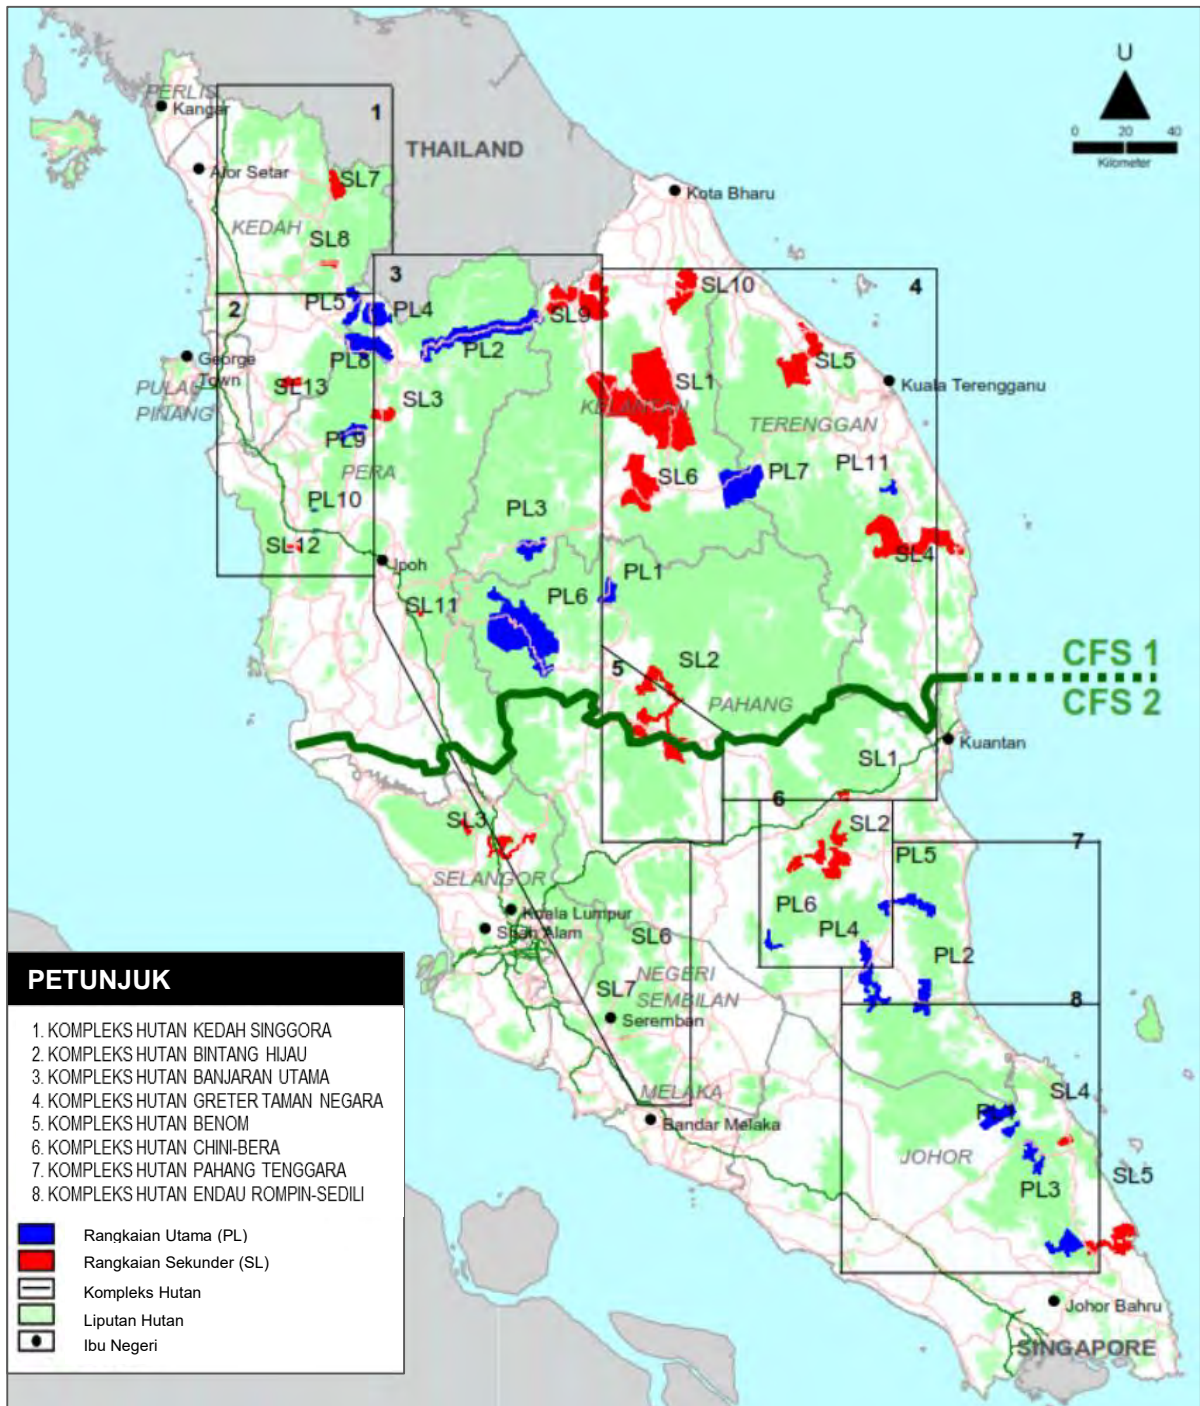 U
0 20 40
Kilometer
PERLIS
Kangar
1
THAILAND
Alor Setar
SL7
Kota Bharu
KEDAH
SL8
3
SL10
4
2
PL5
PL4
SL9
PL2
PL8
SL5
George
Town
SL13
SL3
SL1
Kuala Terengganu
PULAU
PINANG
KELANTAN
TERENGGAN
PL9
PERA
SL6
PL7
PL11
PL10
PL3
SL12
SL4
Ipoh
PL1
PL6
SL11
CFS 1
5
SL2
CFS 2
PAHANG
Kuantan
SL1
6
SL3
SL2
7
PL5
SELANGOR
PL6
Kuala Lumpur
Shah Alam
PL4
SL6
PL2
NEGERI
SEMBILAN
SL7
8
Seremban
MELAKA
SL4
Bandar Melaka
PL1
JOHOR
SL5
PL3
Johor Bahru
SINGAPORE
PETUNJUK
1. KOMPLEKS HUTAN KEDAH SINGGORA
2. KOMPLEKS HUTAN BINTANG HIJAU
3. KOMPLEKS HUTAN BANJARAN UTAMA
4. KOMPLEKS HUTAN GRETER TAMAN NEGARA
5. KOMPLEKS HUTAN BENOM
6. KOMPLEKS HUTAN CHINI-BERA
7. KOMPLEKS HUTAN PAHANG TENGGARA
8. KOMPLEKS HUTAN ENDAU ROMPIN-SEDILI
Rangkaian Utama (PL)
Rangkaian Sekunder (SL)
Kompleks Hutan
Liputan Hutan
Ibu Negeri